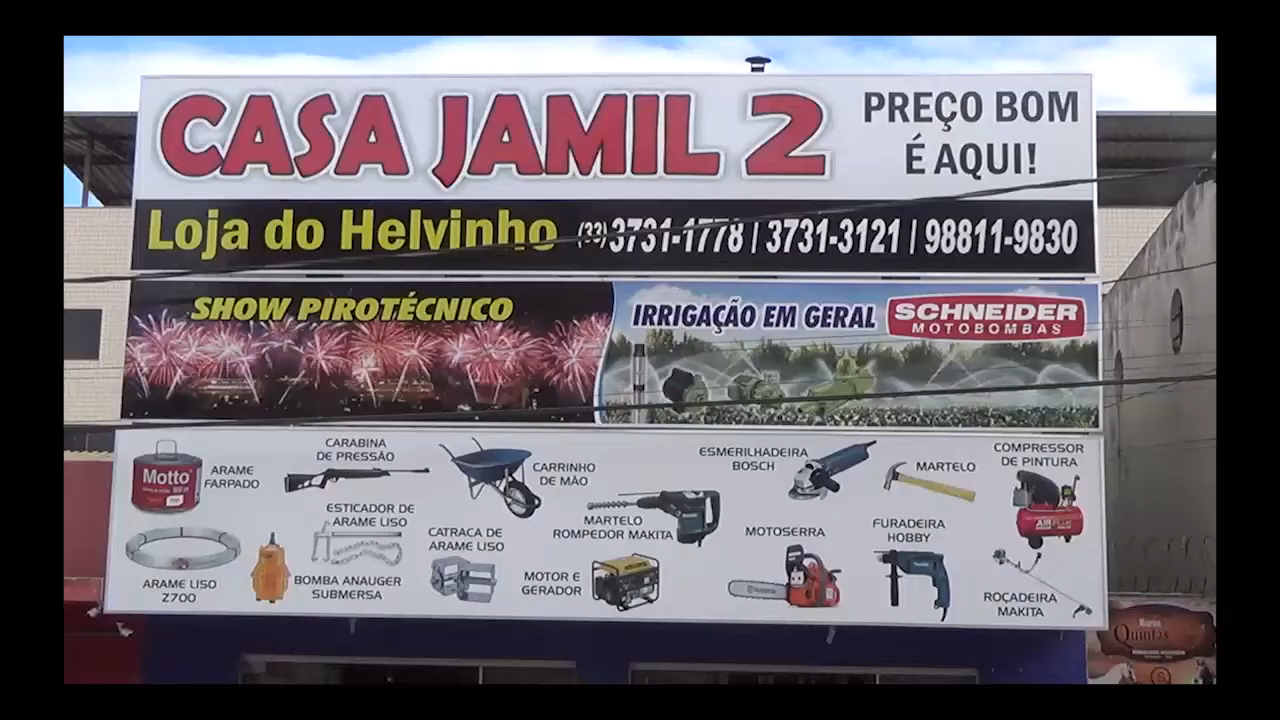 CASA JAMIL 2
PREÇO BOM
É AQUI!
Loja do Helvinho (33) 3731-1778 | 3731-3121 | 98811-9830
SHOW PIROTÉCNICO
IRRIGAÇÃO EM GERAL
SCHNEIDER
MOTOBOMBAS
Motto
ARAME
FARPADO
CARABINA
DE PRESSÃO
CARRINHO
DE MÃO
ESMERILHADEIRA
BOSCH
MARTELO
COMPRESSOR
DE PINTURA
AIR PLUS
ESTICADOR DE
ARAME LISO
CATRACA DE
ARAME LISO
MARTELO
ROMPEDOR MAKITA
MOTOSERRA
FURADEIRA
HOBBY
ARAME LISO
Z700
BOMBA ANAUGER
SUBMERSA
MOTOR E
GERADOR
ROÇADEIRA
MAKITA
Quintas